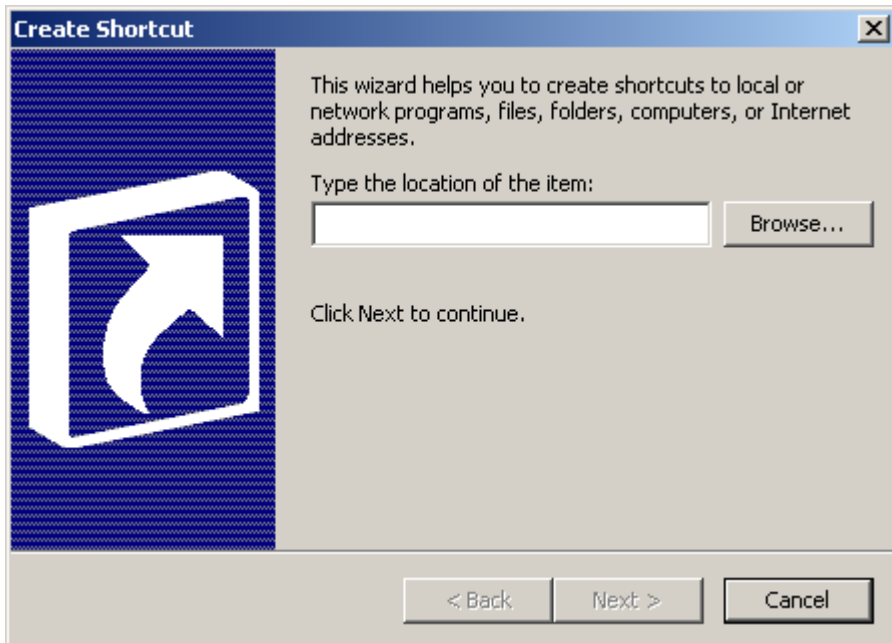 Create Shortcut
This wizard helps you to create shortcuts to local or
network programs, files, folders, computers, or Internet
addresses.
Type the location of the item:
Browse...
Click Next to continue.
< Back
Next >
Cancel